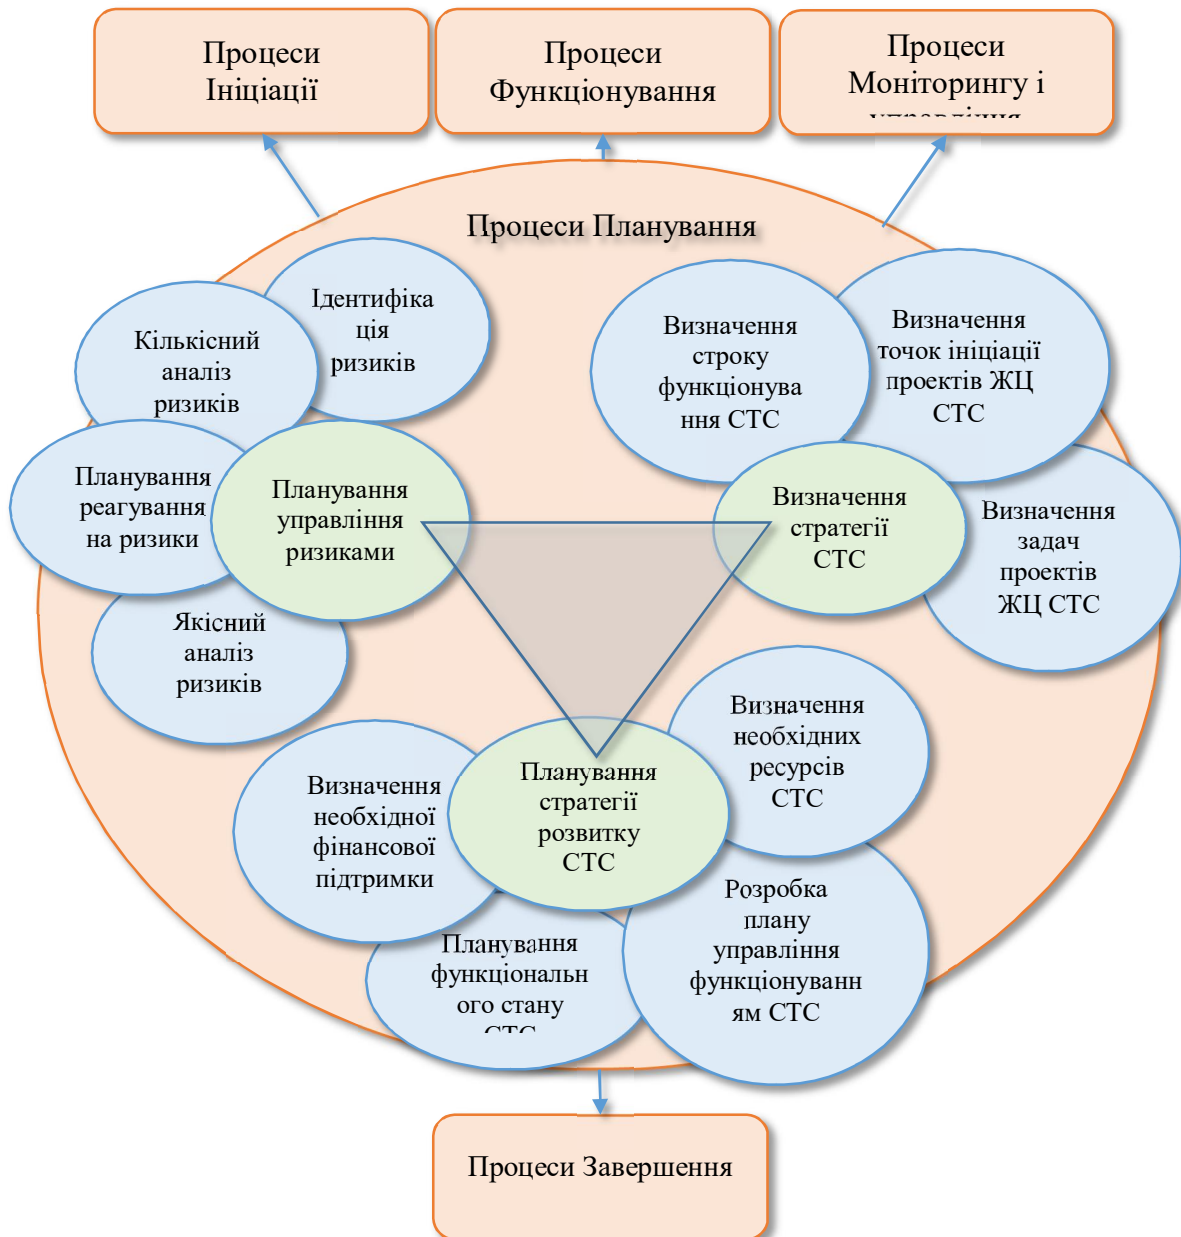 Процеси
Ініціації
Процеси
Функціонування
Процеси
Моніторингу і
управління
Процеси Планування
Ідентифіка
ція
ризиків
Кількісний
аналіз
ризиків
Планування
реагування
на ризики
Планування
управління
ризиками
Якісний
аналіз
ризиків
Визначення
строку
функціонува
ння СТС
Визначення
точок ініціації
проектів ЖЦ
СТС
Визначення
стратегії
СТС
Визначення
задач
проектів
ЖЦ СТС
Визначення
необхідних
ресурсів
СТС
Планування
стратегії
розвитку
СТС
Визначення
необхідної
фінансової
підтримки
Планування
функціональн
ого стану
СТС
Розробка
плану
управління
функціонуванн
ям СТС
Процеси Завершення